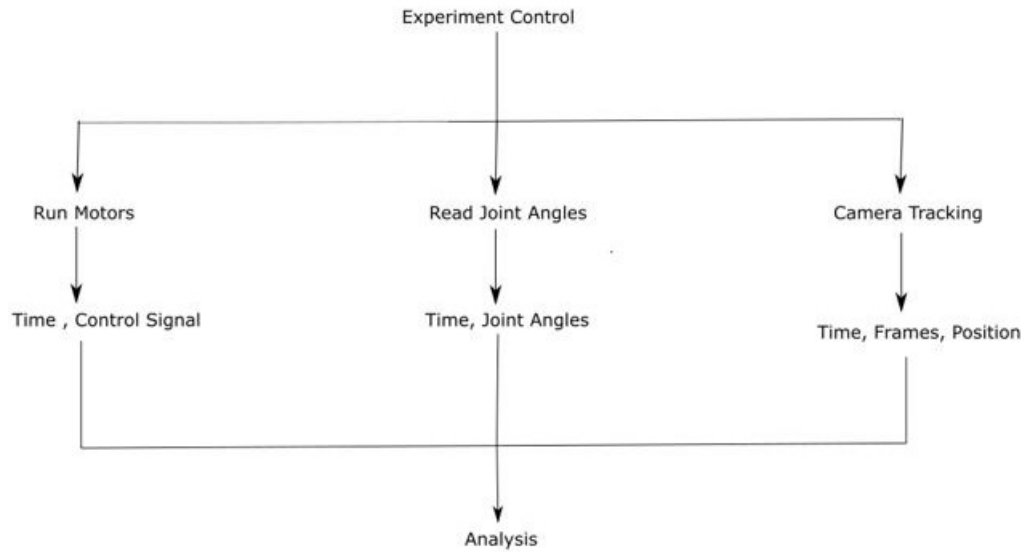 Experiment Control
Run Motors
Read Joint Angles
Camera Tracking
Time , Control Signal
Time, Joint Angles
Time, Frames, Position
Analysis